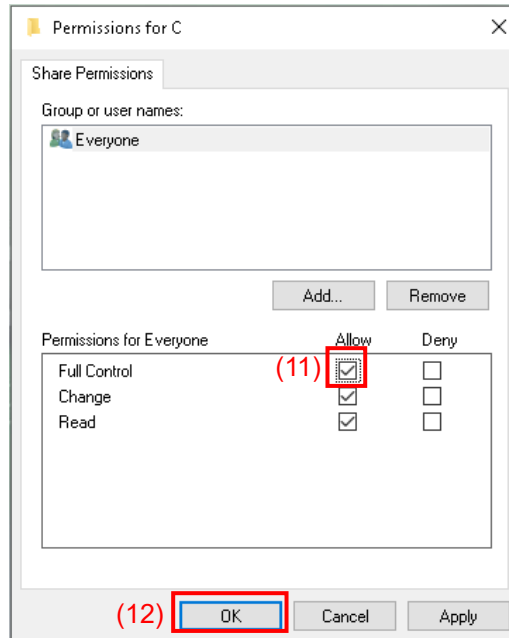 Permissions for C
Share Permissions
Group or user names:
Everyone
Add... Remove
Permissions for Everyone Allow Deny
(11) Full Control
Change
Read
(12) OK Cancel Apply